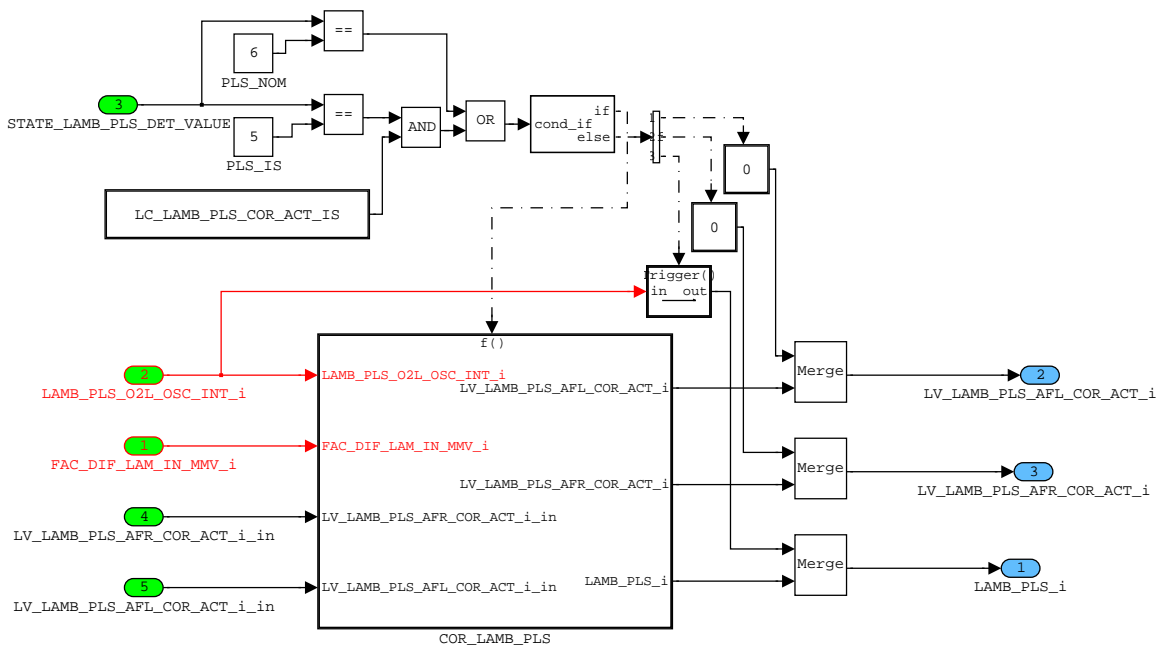 ==
6
PLS_NOM
3
STATE_LAMB_PLS_DET_VALUE
==
5
PLS_IS
AND
OR
if
cond_if
else
1
3
0
0
LC_LAMB_PLS_COR_ACT_IS
in out
f()
2
LAMB_PLS_O2L_OSC_INT_i
LAMB_PLS_O2L_OSC_INT_i
LV_LAMB_PLS_AFL_COR_ACT_i
Merge
2
LV_LAMB_PLS_AFL_COR_ACT_i
1
FAC_DIF_LAM_IN_MMV_i
FAC_DIF_LAM_IN_MMV_i
LV_LAMB_PLS_AFR_COR_ACT_i
Merge
3
LV_LAMB_PLS_AFR_COR_ACT_i
4
LV_LAMB_PLS_AFR_COR_ACT_i_in
LV_LAMB_PLS_AFR_COR_ACT_i_in
5
LV_LAMB_PLS_AFL_COR_ACT_i_in
LV_LAMB_PLS_AFL_COR_ACT_i_in
LAMB_PLS_i
Merge
1
LAMB_PLS_i
COR_LAMB_PLS